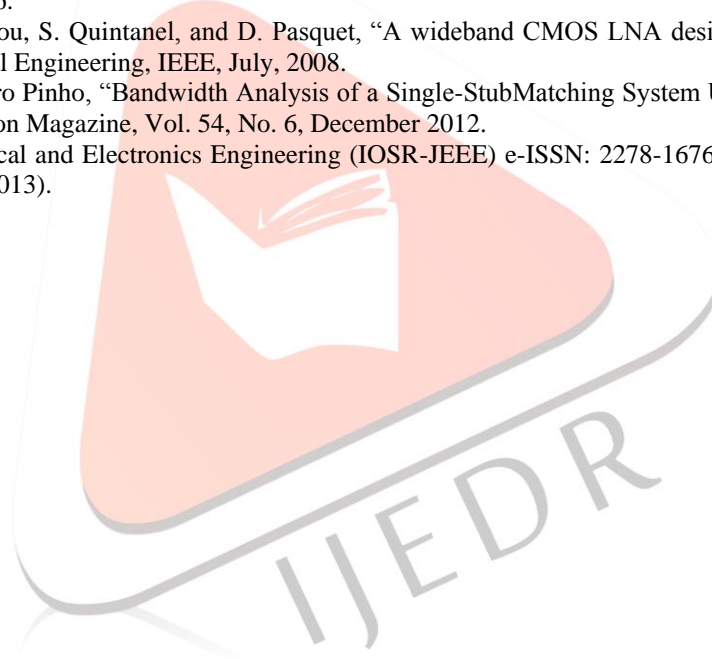 ou, S. Quintanel, and D. Pasquet, “A wideband CMOS LNA desi
l Engineering, IEEE, July, 2008.
ro Pinho, “Bandwidth Analysis of a Single-StubMatching System U
on Magazine, Vol. 54, No. 6, December 2012.
cal and Electronics Engineering (IOSR-JEEE) e-ISSN: 2278-1676
013).
IJEDR